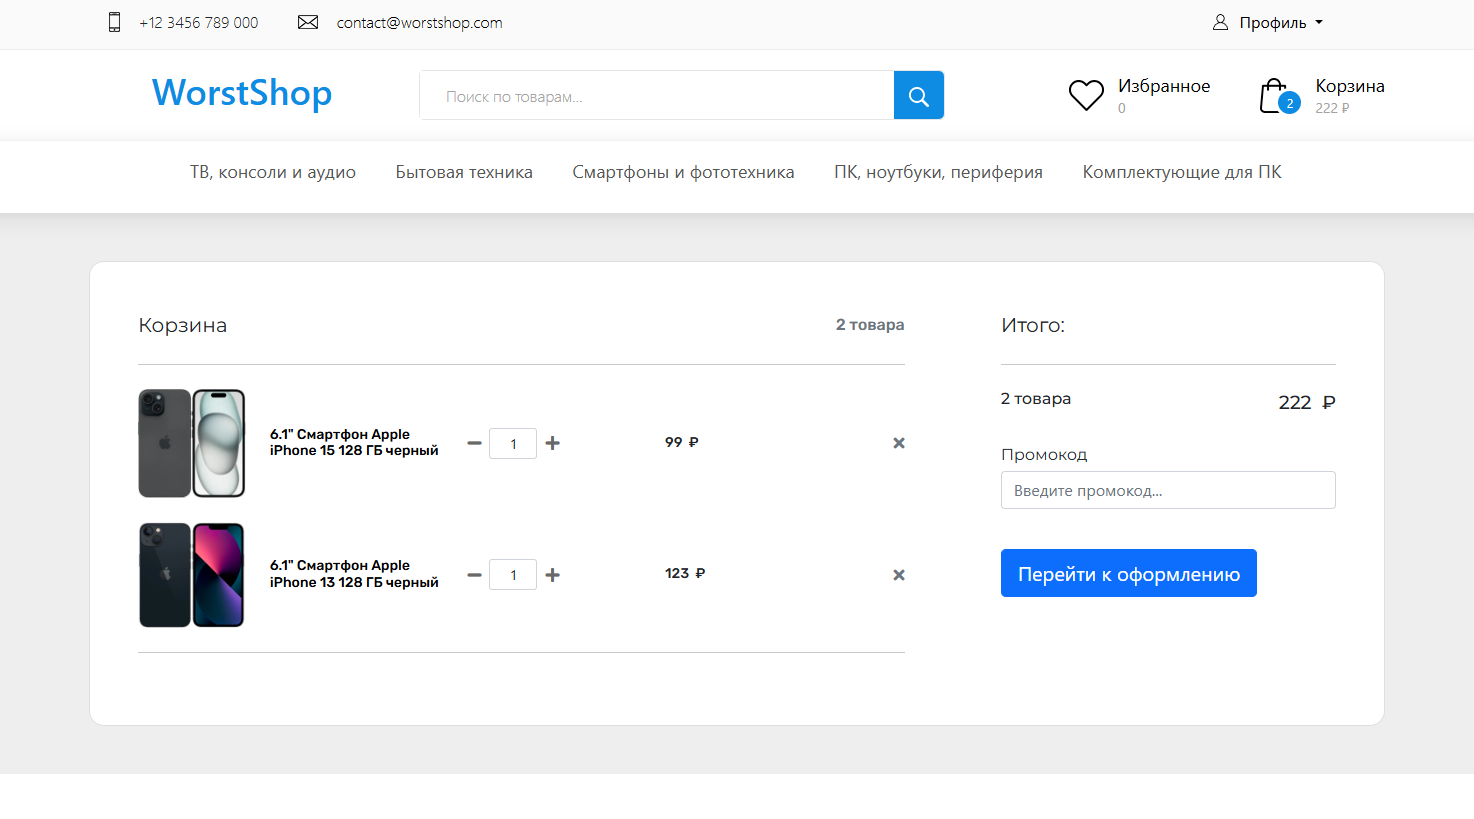 +12 3456 789 000
contact@worstshop.com
Профиль
WorstShop
Поиск по товарам...
Избранное
0
2
Корзина
222 ₽
ТВ, консоли и аудио
Бытовая техника
Смартфоны и фототехника
ПК, ноутбуки, периферия
Комплектующие для ПК
Корзина
2 товара
6.1" Смартфон Apple
iPhone 15 128 ГБ черный
1
99 ₽
6.1" Смартфон Apple
iPhone 13 128 ГБ черный
1
123 ₽
Итого:
2 товара
222 ₽
Промокод
Введите промокод...
Перейти к оформлению